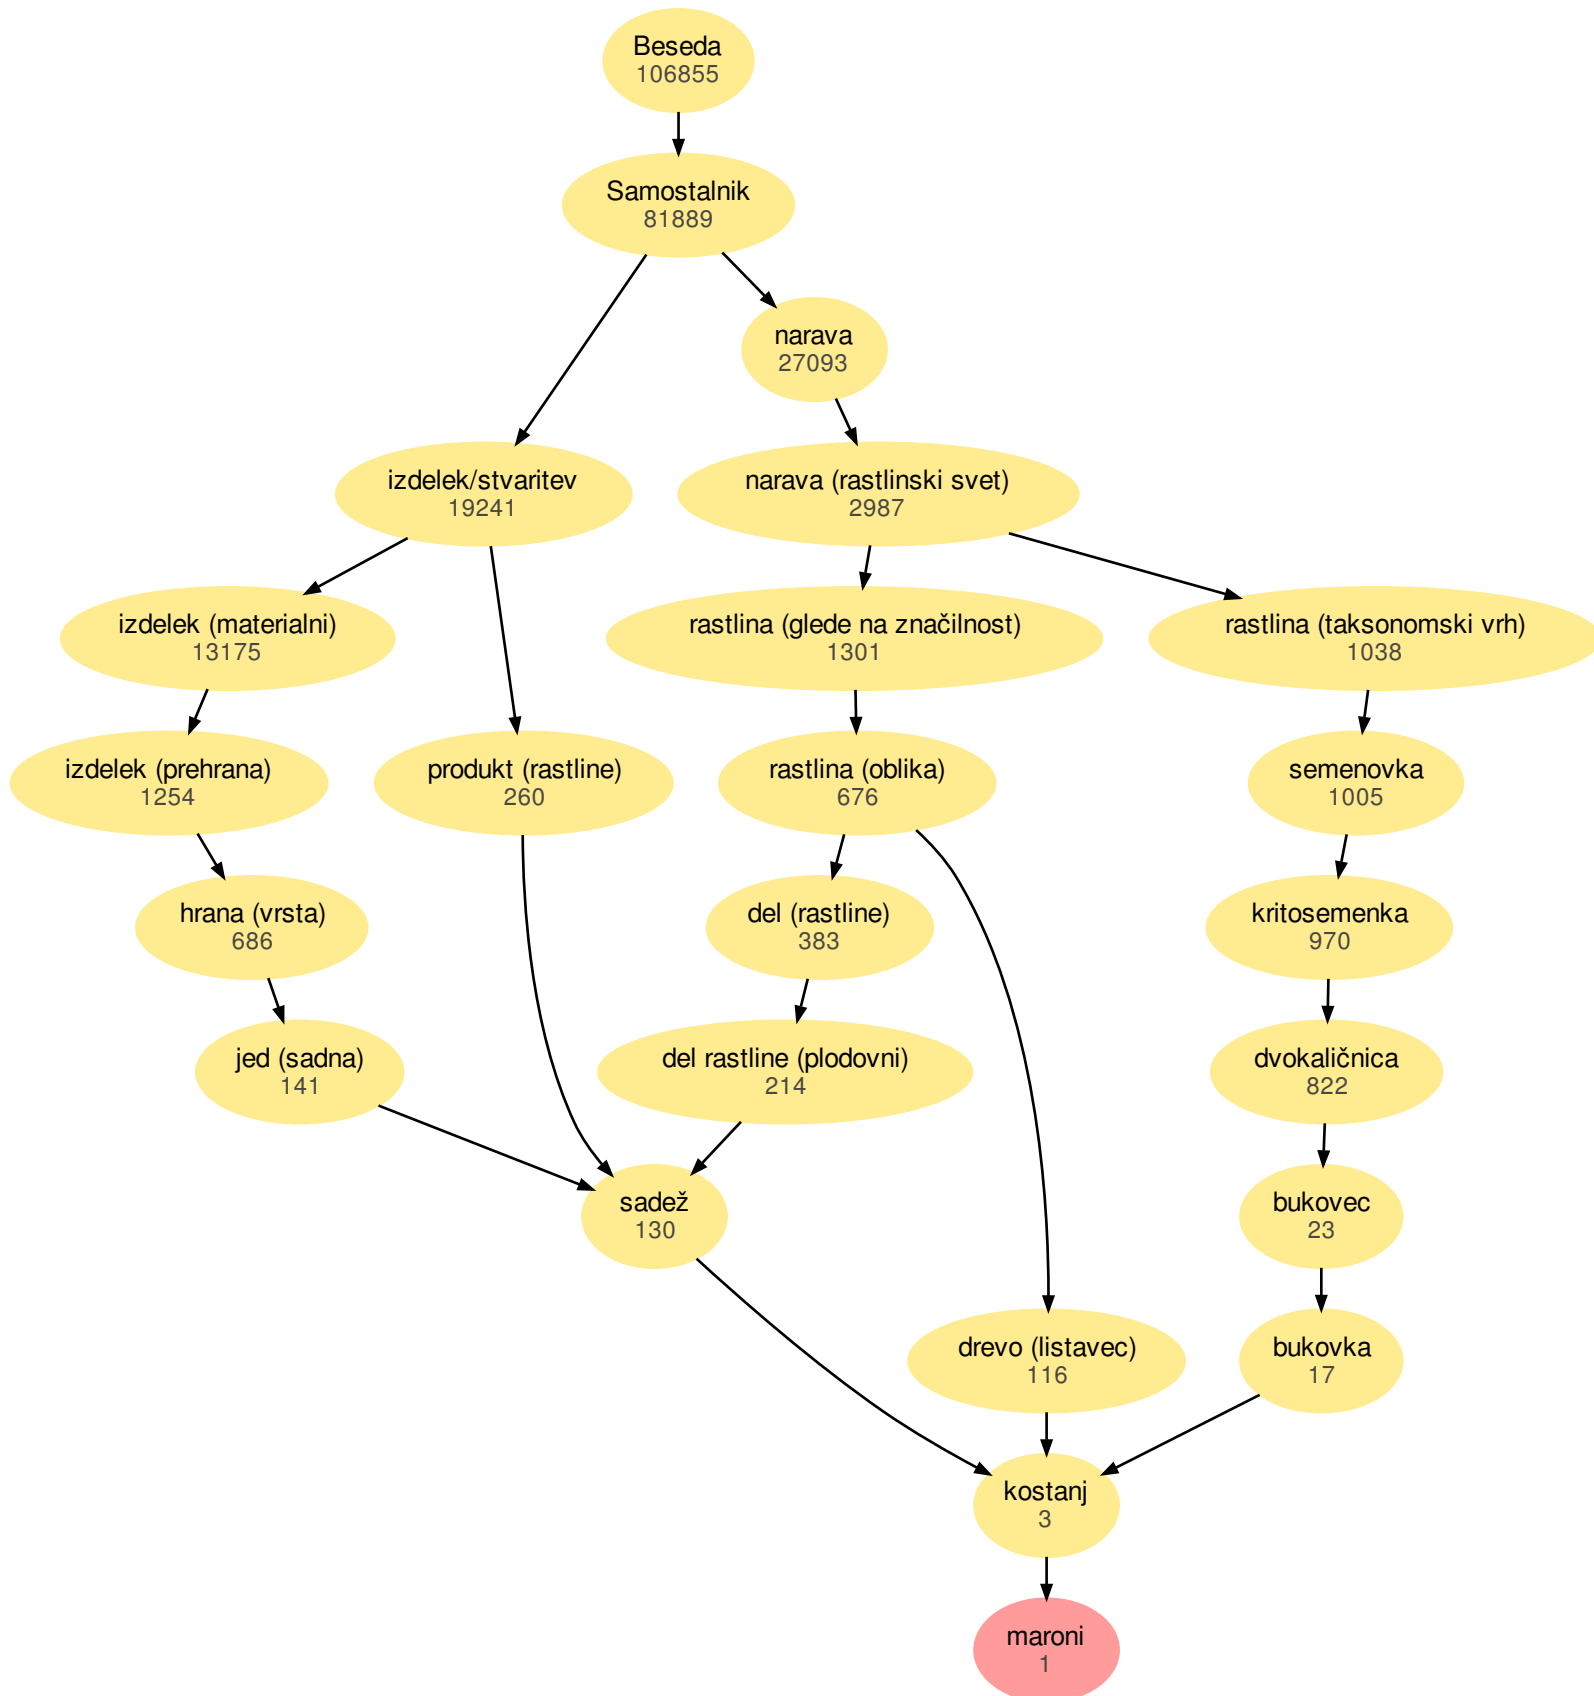 Beseda
106855
Samostalnik
81889
narava
27093
izdelek/stvaritev
19241
narava (rastlinski svet)
2987
izdelek (materialni)
13175
rastlina (glede na značilnost)
1301
rastlina (taksonomski vrh)
1038
izdelek (prehrana)
1254
produkt (rastline)
260
rastlina (oblika)
676
semenovka
1005
hrana (vrsta)
686
del (rastline)
383
kritosemenka
970
jed (sadna)
141
del rastline (plodovni)
214
dvokaličnica
822
sadež
130
bukovec
23
drevo (listavec)
116
bukovka
17
kostanj
3
maroni
1